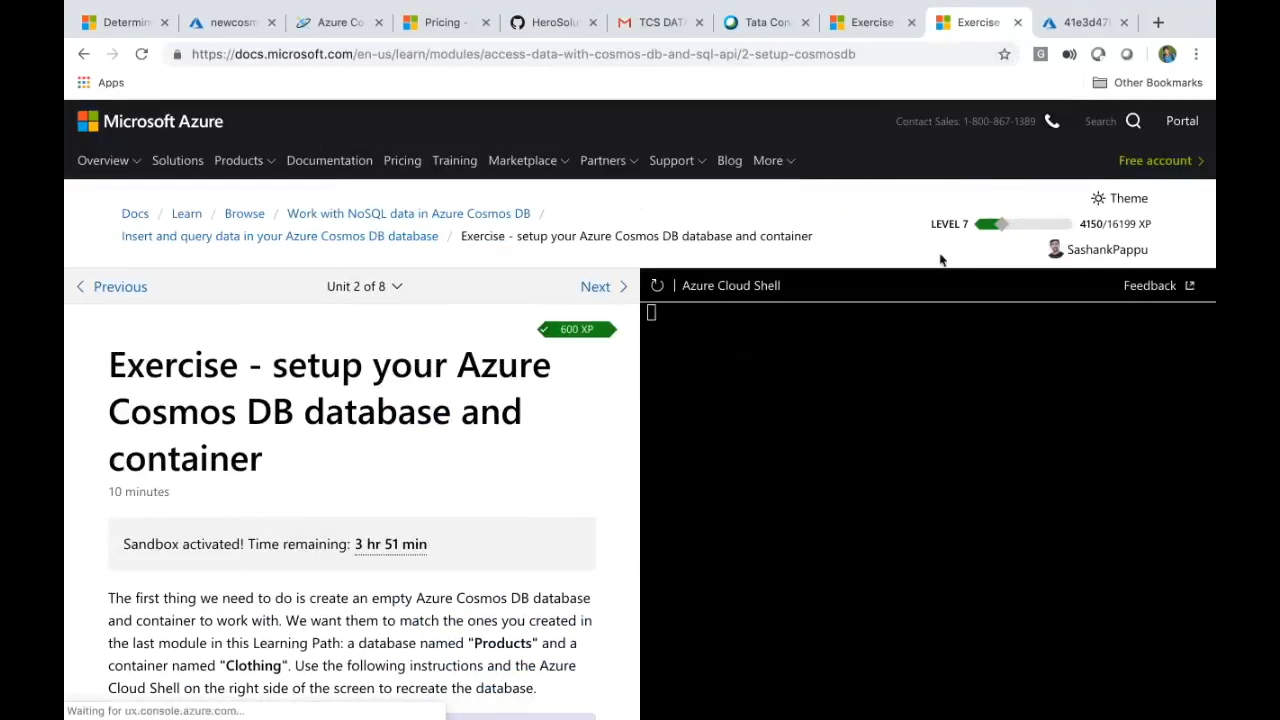 Determin
newcosm
Azure Co
Pricing -
HeroSolu
TCS DAT
Tata Con
Exercise
Exercise
41e3d47
https://docs.microsoft.com/en-us/learn/modules/access-data-with-cosmos-db-and-sql-api/2-setup-cosmosdb
Apps
Other Bookmarks
Microsoft Azure
Contact Sales: 1-800-867-1389
Search
Portal
Overview
Solutions
Products
Documentation
Pricing
Training
Marketplace
Partners
Support
Blog
More
Free account
Docs / Learn / Browse / Work with NoSQL data in Azure Cosmos DB /
Insert and query data in your Azure Cosmos DB database / Exercise - setup your Azure Cosmos DB database and container
Theme
LEVEL 7 4150/16199 XP
SashankPappu
Previous
Unit 2 of 8
Next
Azure Cloud Shell
Feedback
600 XP
Exercise - setup your Azure
Cosmos DB database and
container
10 minutes
Sandbox activated! Time remaining: 3 hr 51 min
The first thing we need to do is create an empty Azure Cosmos DB database
and container to work with. We want them to match the ones you created in
the last module in this Learning Path: a database named "Products" and a
container named "Clothing". Use the following instructions and the Azure
Cloud Shell on the right side of the screen to recreate the database.
Waiting for ux.console.azure.com...